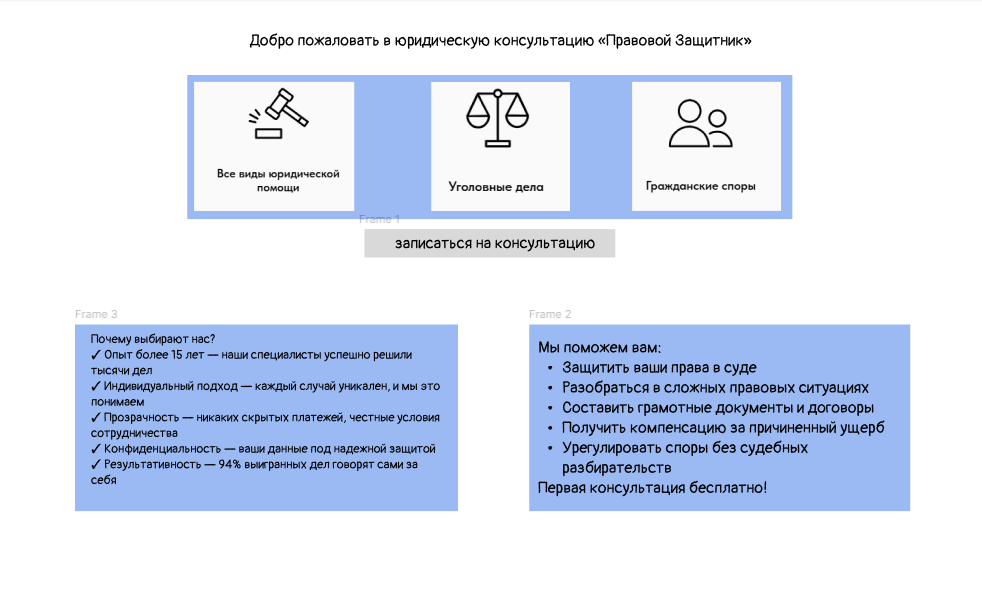 Добро пожаловать в юридическую консультацию «Правовой Защитник»
Все виды юридической
помощи
Уголовные дела
Гражданские споры
Frame 1
записаться на консультацию
Frame 3
Почему выбирают нас?
✓ Опыт более 15 лет — наши специалисты успешно решили
тысячи дел
✓ Индивидуальный подход — каждый случай уникален, и мы это
понимаем
✓ Прозрачность — никаких скрытых платежей, честные условия
сотрудничества
✓ Конфиденциальность — ваши данные под надежной защитой
✓ Результативность — 94% выигранных дел говорят сами за
себя
Frame 2
Мы поможем вам:
• Защитить ваши права в суде
• Разобраться в сложных правовых ситуациях
• Составить грамотные документы и договоры
• Получить компенсацию за причиненный ущерб
• Урегулировать споры без судебных
разбирательств
Первая консультация бесплатно!